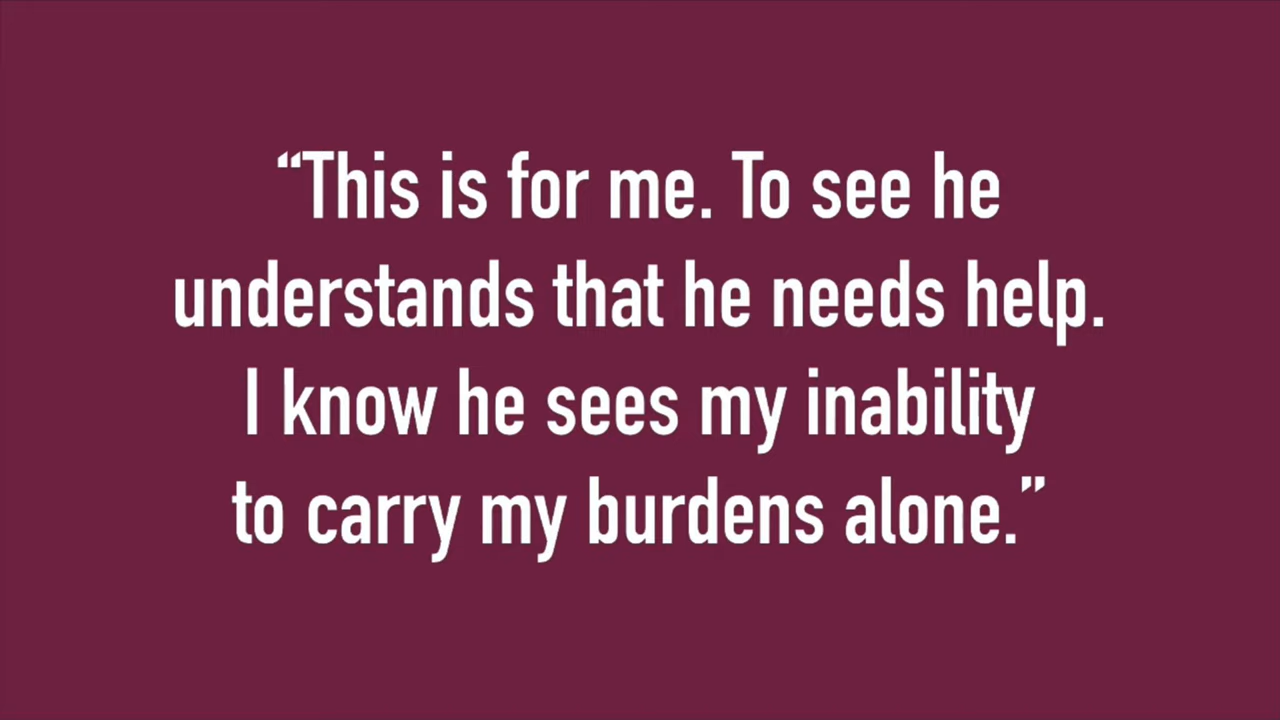 “This is for me. To see he
understands that he needs help.
I know he sees my inability
to carry my burdens alone.”